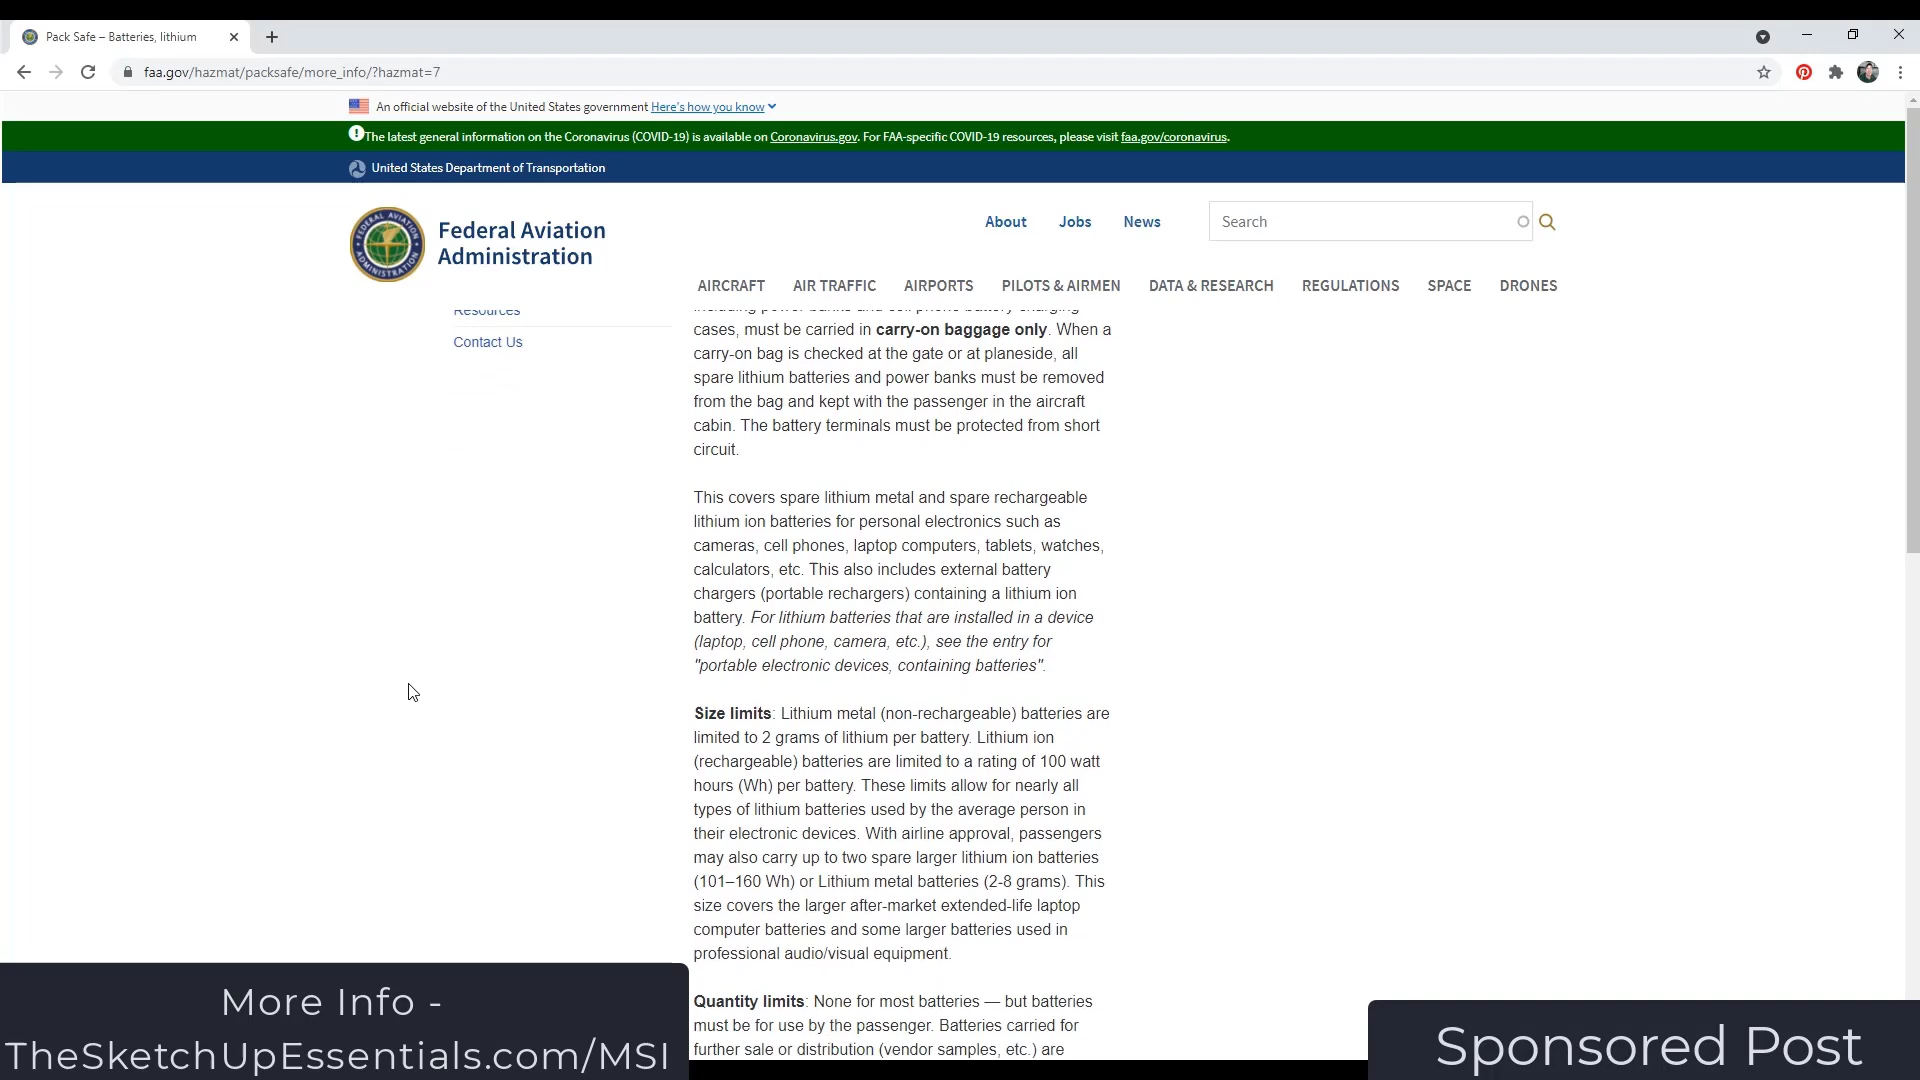 Pack Safe – Batteries, lithium
faa.gov/hazmat/packsafe/more_info/?hazmat=7
An official website of the United States government Here's how you know
The latest general information on the Coronavirus (COVID-19) is available on Coronavirus.gov. For FAA-specific COVID-19 resources, please visit faa.gov/coronavirus.
United States Department of Transportation
Federal Aviation
Administration
About Jobs News Search
AIRCRAFT AIR TRAFFIC AIRPORTS PILOTS & AIRMEN DATA & RESEARCH REGULATIONS SPACE DRONES
Resources
Contact Us
including power banks and cell phone battery charging
cases, must be carried in carry-on baggage only. When a
carry-on bag is checked at the gate or at planeside, all
spare lithium batteries and power banks must be removed
from the bag and kept with the passenger in the aircraft
cabin. The battery terminals must be protected from short
circuit.
This covers spare lithium metal and spare rechargeable
lithium ion batteries for personal electronics such as
cameras, cell phones, laptop computers, tablets, watches,
calculators, etc. This also includes external battery
chargers (portable rechargers) containing a lithium ion
battery. For lithium batteries that are installed in a device
(laptop, cell phone, camera, etc.), see the entry for
"portable electronic devices, containing batteries".
Size limits: Lithium metal (non-rechargeable) batteries are
limited to 2 grams of lithium per battery. Lithium ion
(rechargeable) batteries are limited to a rating of 100 watt
hours (Wh) per battery. These limits allow for nearly all
types of lithium batteries used by the average person in
their electronic devices. With airline approval, passengers
may also carry up to two spare larger lithium ion batteries
(101–160 Wh) or Lithium metal batteries (2-8 grams). This
size covers the larger after-market extended-life laptop
computer batteries and some larger batteries used in
professional audio/visual equipment.
Quantity limits: None for most batteries — but batteries
must be for use by the passenger. Batteries carried for
further sale or distribution (vendor samples, etc.) are
More Info -
TheSketchUpEssentials.com/MSI
Sponsored Post